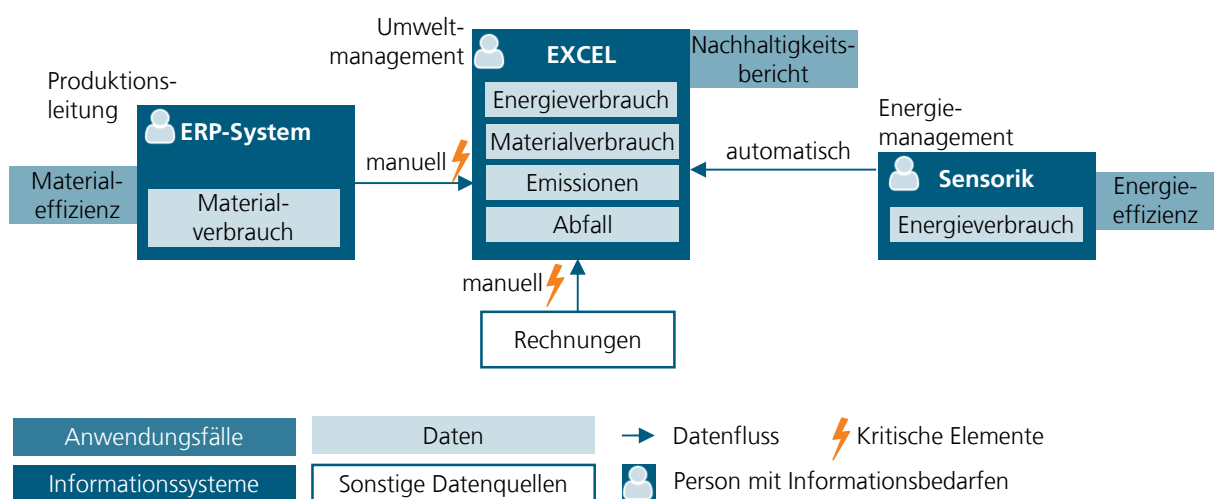 Umwelt-
management
EXCEL
Nachhaltigkeits-
bericht
Energieverbrauch
Materialverbrauch
Emissionen
Abfall
Produktions-
leitung
ERP-System
Material-
effizienz
Material-
verbrauch
manuell
automatisch
Energie-
management
Sensorik
Energieverbrauch
Energie-
effizienz
manuell
Rechnungen
Anwendungsfälle
Daten
Datenfluss
Kritische Elemente
Informationssysteme
Sonstige Datenquellen
Person mit Informationsbedarfen